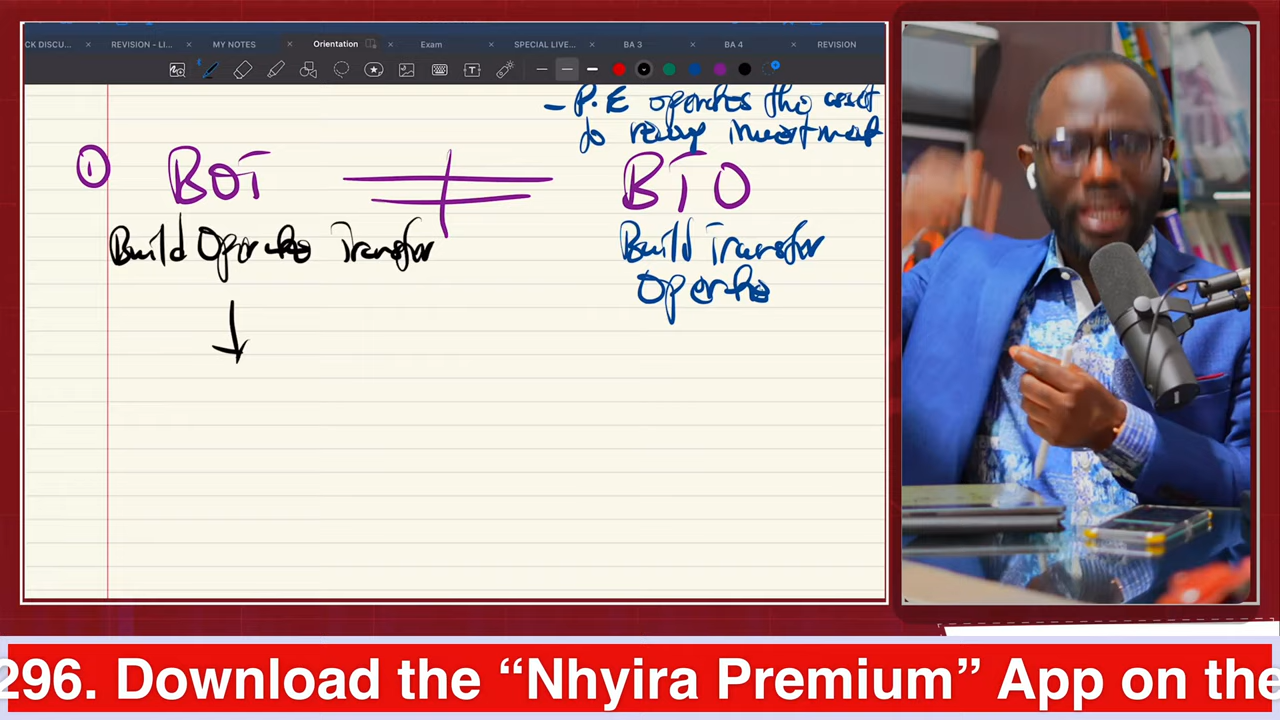 CK DISCU... REVISION - LI... MY NOTES Orientation Exam SPECIAL LIVE... BA 3 BA 4 REVISION
- P.E operates the asset
to recoup investment
① BOT BTO
Build Operate Transfer Build Transfer
Operate
296. Download the “Nhyira Premium” App on the